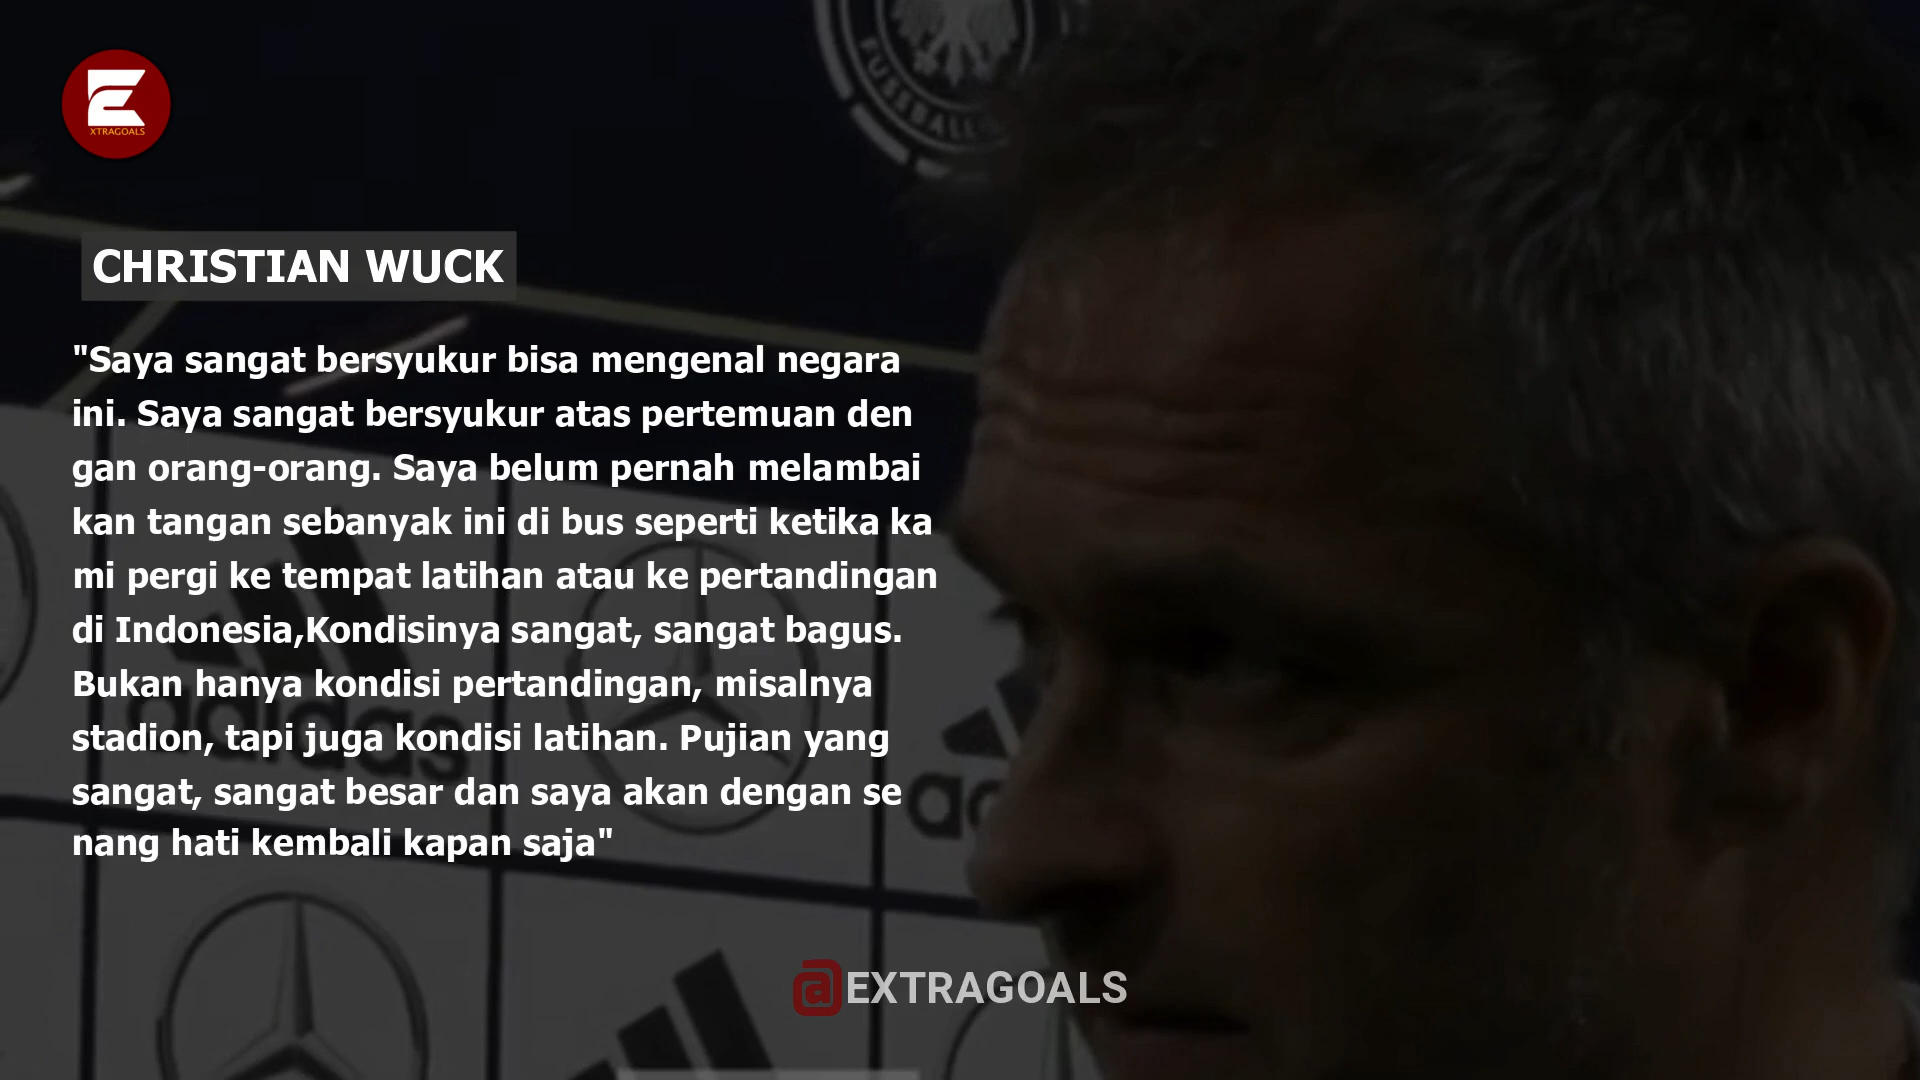 E
XTRAGOALS
FUSSBALL
CHRISTIAN WUCK
"Saya sangat bersyukur bisa mengenal negara
ini. Saya sangat bersyukur atas pertemuan den
gan orang-orang. Saya belum pernah melambai
kan tangan sebanyak ini di bus seperti ketika ka
mi pergi ke tempat latihan atau ke pertandingan
di Indonesia,Kondisinya sangat, sangat bagus.
Bukan hanya kondisi pertandingan, misalnya
stadion, tapi juga kondisi latihan. Pujian yang
sangat, sangat besar dan saya akan dengan se
nang hati kembali kapan saja"
adidas
@EXTRAGOALS